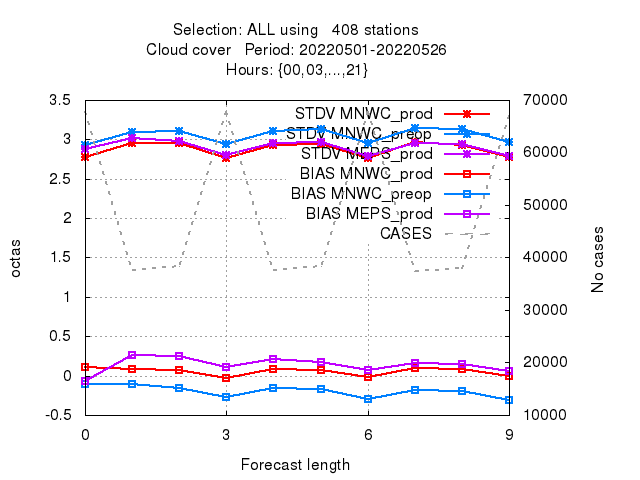 Selection: ALL using   408 stations
Cloud cover   Period: 20220501-20220526
Hours: {00,03,...,21}
3.5
3
2.5
2
1.5
1
0.5
0
-0.5
octas
STDV MNWC_prod
STDV MNWC_preop
STDV MEPS_prod
BIAS MNWC_prod
BIAS MNWC_preop
BIAS MEPS_prod
CASES
70000
60000
50000
40000
30000
20000
10000
No cases
0 3 6 9
Forecast length